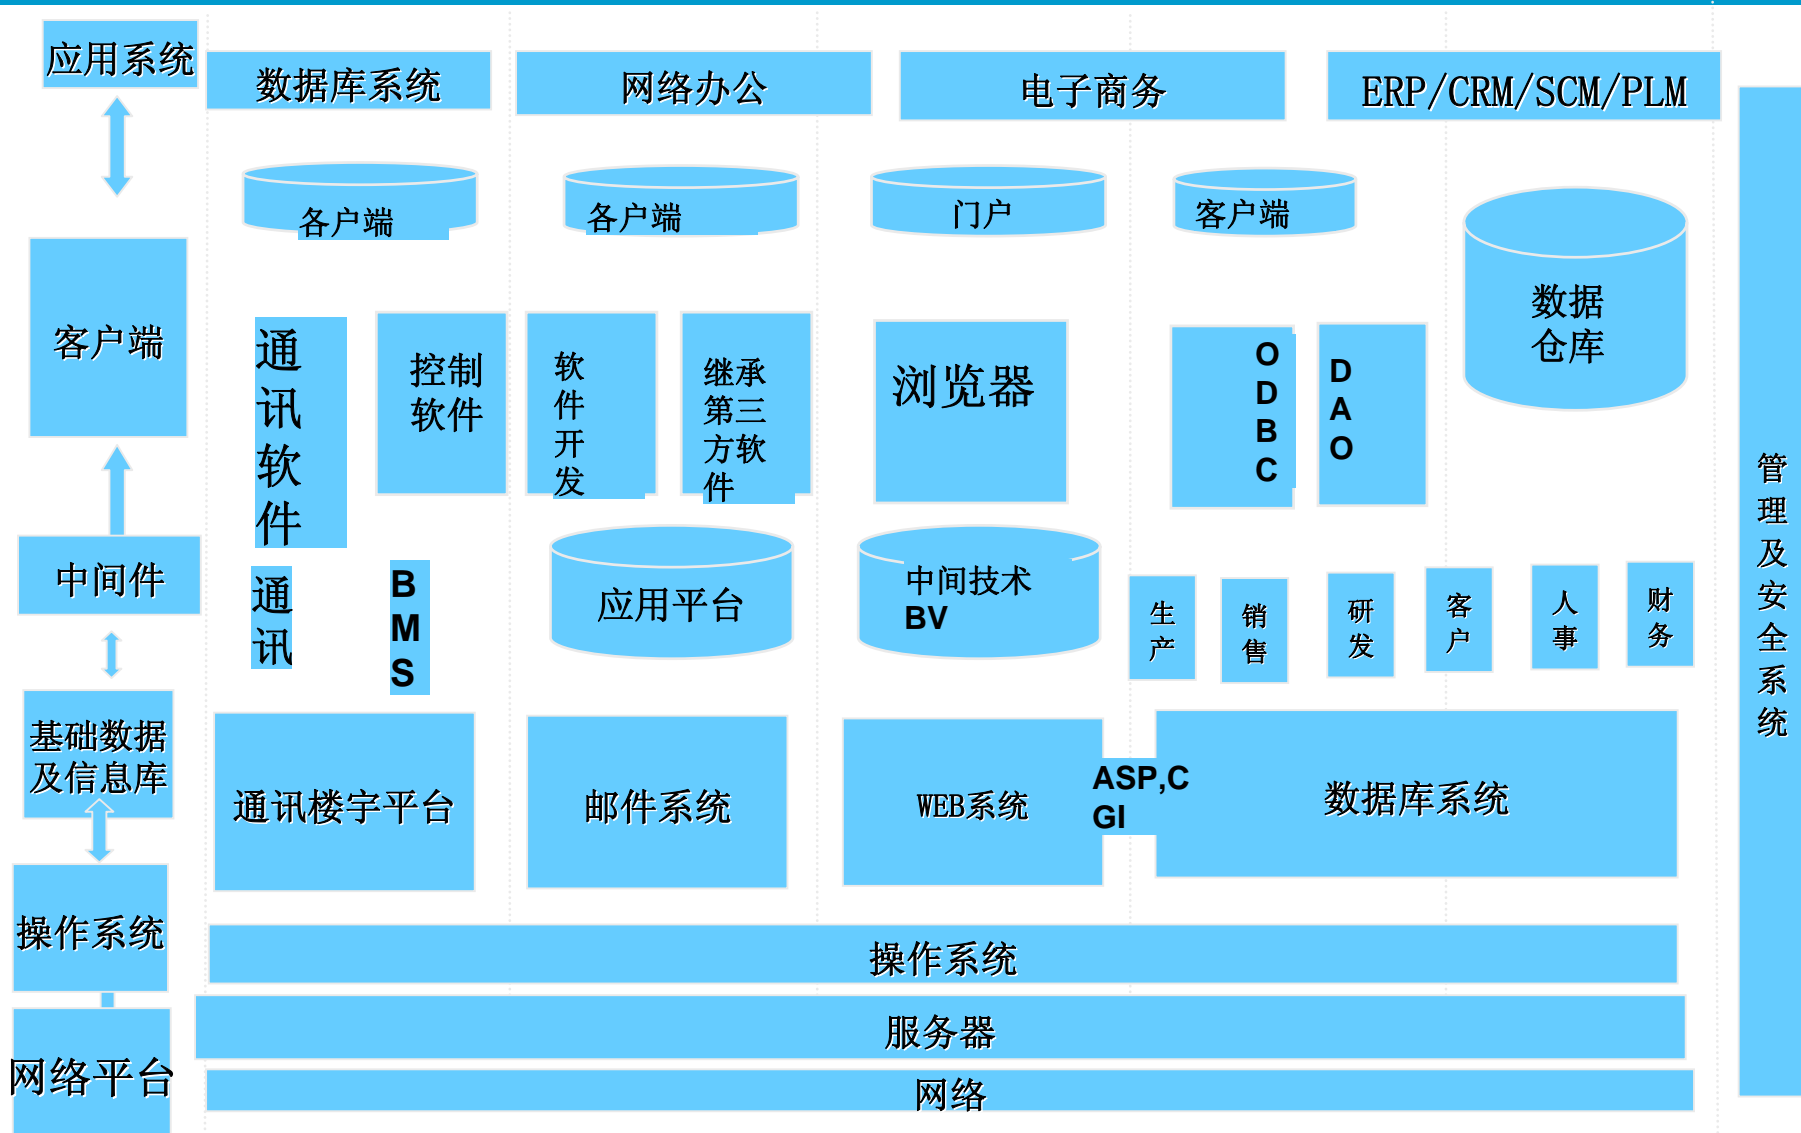 应用系统
数据库系统
网络办公
电子商务
ERP/CRM/SCM/PLM
各户端
各户端
门户
客户端
数据
仓库
客户端
通
讯
软
件
控制
软件
软
件
开
发
继承
第三
方软
件
浏览器
O
D
B
C
D
A
O
管
理
及
安
全
系
统
中间件
通
讯
B
M
S
应用平台
中间技术
BV
生
产
销
售
研
发
客
户
人
事
财
务
基础数据
及信息库
通讯楼宇平台
邮件系统
WEB系统
ASP,C
GI
数据库系统
操作系统
操作系统
服务器
网络平台
网络